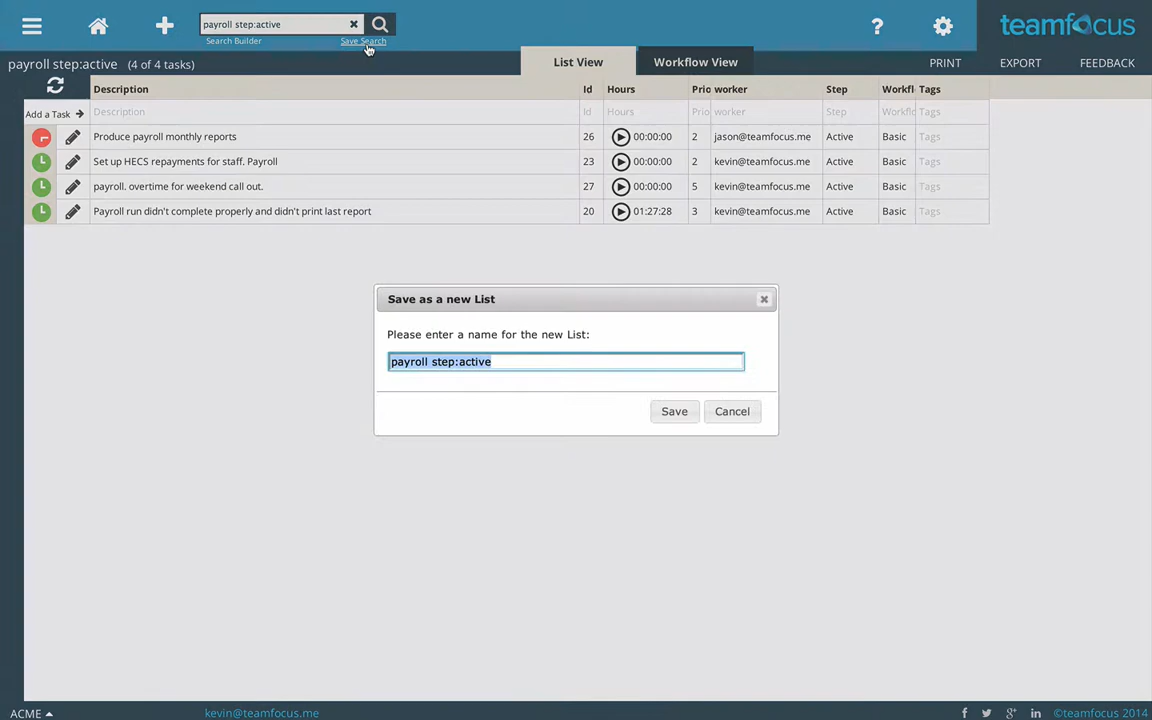 payroll step:active
Search Builder
Save Search
teamfocus
payroll step:active (4 of 4 tasks)
List View
Workflow View
PRINT
EXPORT
FEEDBACK
Description Id Hours Prio worker Step Workfl Tags
Add a Task Description Id Hours Prio worker Step Workflo Tags
Produce payroll monthly reports 26 00:00:00 2 jason@teamfocus.me Active Basic Tags
Set up HECS repayments for staff. Payroll 23 00:00:00 2 kevin@teamfocus.me Active Basic Tags
payroll. overtime for weekend call out. 27 00:00:00 5 kevin@teamfocus.me Active Basic Tags
Payroll run didn't complete properly and didn't print last report 20 01:27:28 3 kevin@teamfocus.me Active Basic Tags
Save as a new List
Please enter a name for the new List:
payroll step:active
Save
Cancel
ACME
kevin@teamfocus.me
©teamfocus 2014